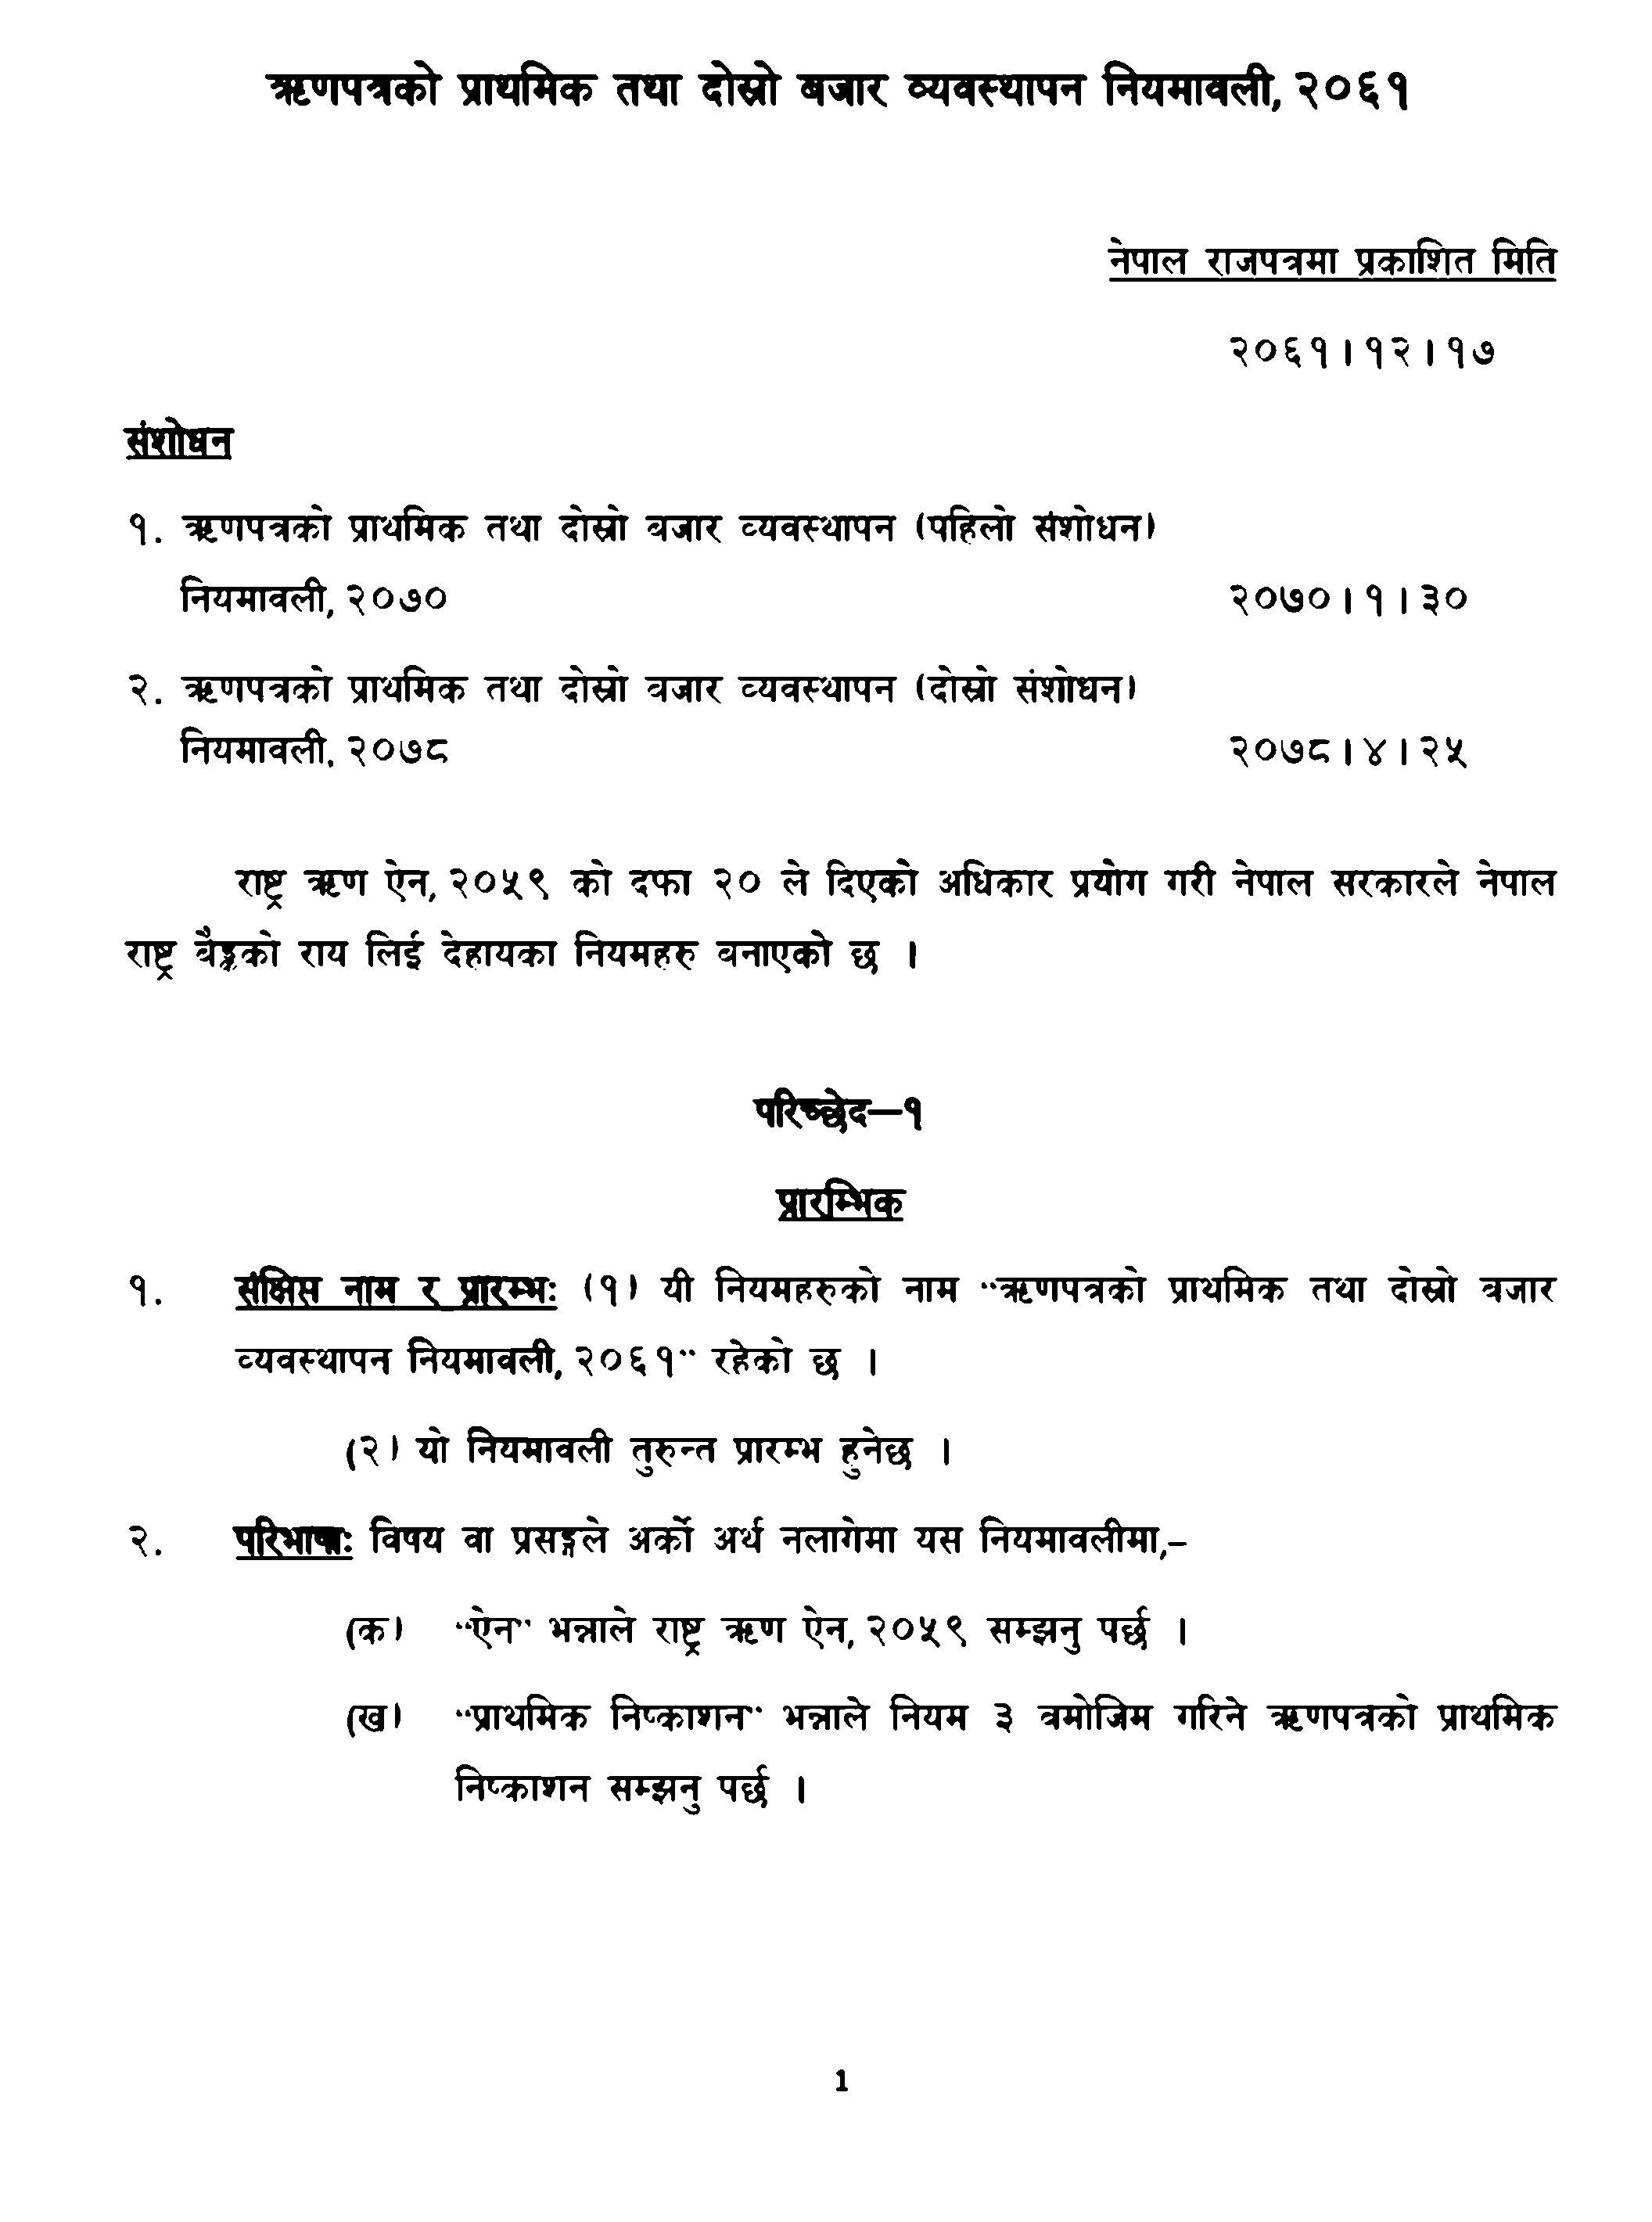 ऋणपत्रको प्राथमिक तथा दोस्रो बजार व्यवस्थापन नियमावली, २०६१
नेपाल राजपत्रमा प्रकाशित मिति
२०६१।१२।१७
संशोधन
१. ऋणपत्रको प्राथमिक तथा दोस्रो बजार व्यवस्थापन (पहिलो संशोधन)
नियमावली, २०७० २०७०।१।३०
२. ऋणपत्रको प्राथमिक तथा दोस्रो बजार व्यवस्थापन (दोस्रो संशोधन)
नियमावली, २०७८ २०७८।४।२५
राष्ट्र ऋण ऐन, २०५९ को दफा २० ले दिएको अधिकार प्रयोग गरी नेपाल सरकारले नेपाल
राष्ट्र बैङ्कको राय लिई देहायका नियमहरु बनाएको छ ।
परिच्छेद–१
प्रारम्भिक
१. संक्षिप्त नाम र प्रारम्भः (१) यी नियमहरुको नाम "ऋणपत्रको प्राथमिक तथा दोस्रो बजार
व्यवस्थापन नियमावली, २०६१" रहेको छ ।
(२) यो नियमावली तुरुन्त प्रारम्भ हुनेछ ।
२. परिभाषाः विषय वा प्रसङ्गले अर्को अर्थ नलागेमा यस नियमावलीमा,–
(क) "ऐन" भन्नाले राष्ट्र ऋण ऐन, २०५९ सम्झनु पर्छ ।
(ख) "प्राथमिक निष्काशन" भन्नाले नियम ३ बमोजिम गरिने ऋणपत्रको प्राथमिक
निष्काशन सम्झनु पर्छ ।
1